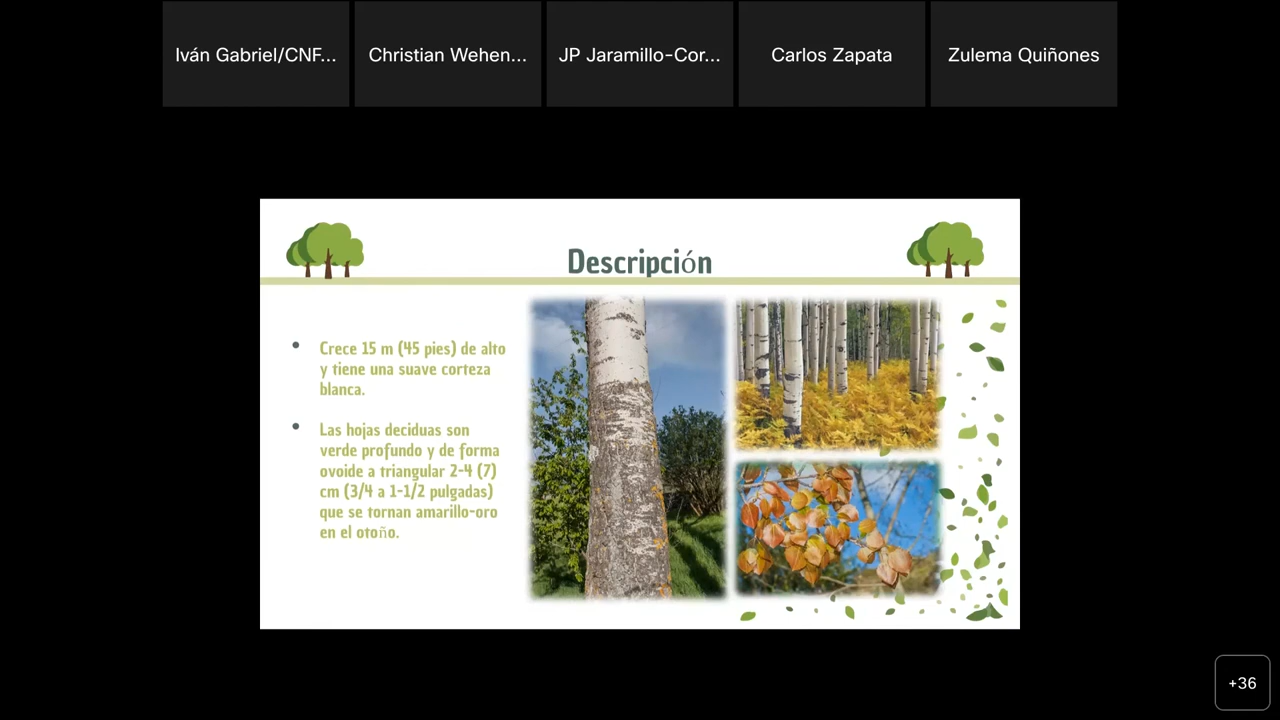 Iván Gabriel/CNF...
Christian Wehen...
JP Jaramillo-Cor...
Carlos Zapata
Zulema Quiñones
Descripción
• Crece 15 m (45 pies) de alto
y tiene una suave corteza
blanca.
• Las hojas deciduas son
verde profundo y de forma
ovoide a triangular 2-4 (7)
cm (3/4 a 1-1/2 pulgadas)
que se tornan amarillo-oro
en el otoño.
+36